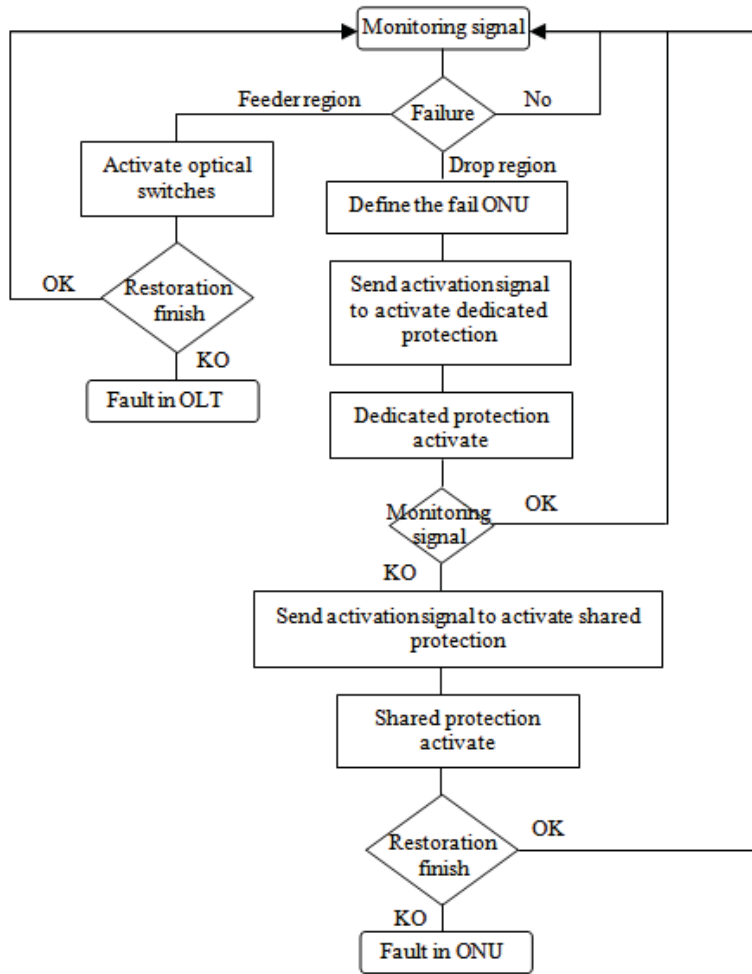 Monitoring signal
Feeder region
Failure
No
Activate optical
switches
Drop region
Define the fail ONU
OK
Restoration
finish
Send activation signal
to activate dedicated
protection
KO
Fault in OLT
Dedicated protection
activate
Monitoring
signal
OK
KO
Send activation signal to activate shared
protection
Shared protection
activate
Restoration
finish
OK
KO
Fault in ONU